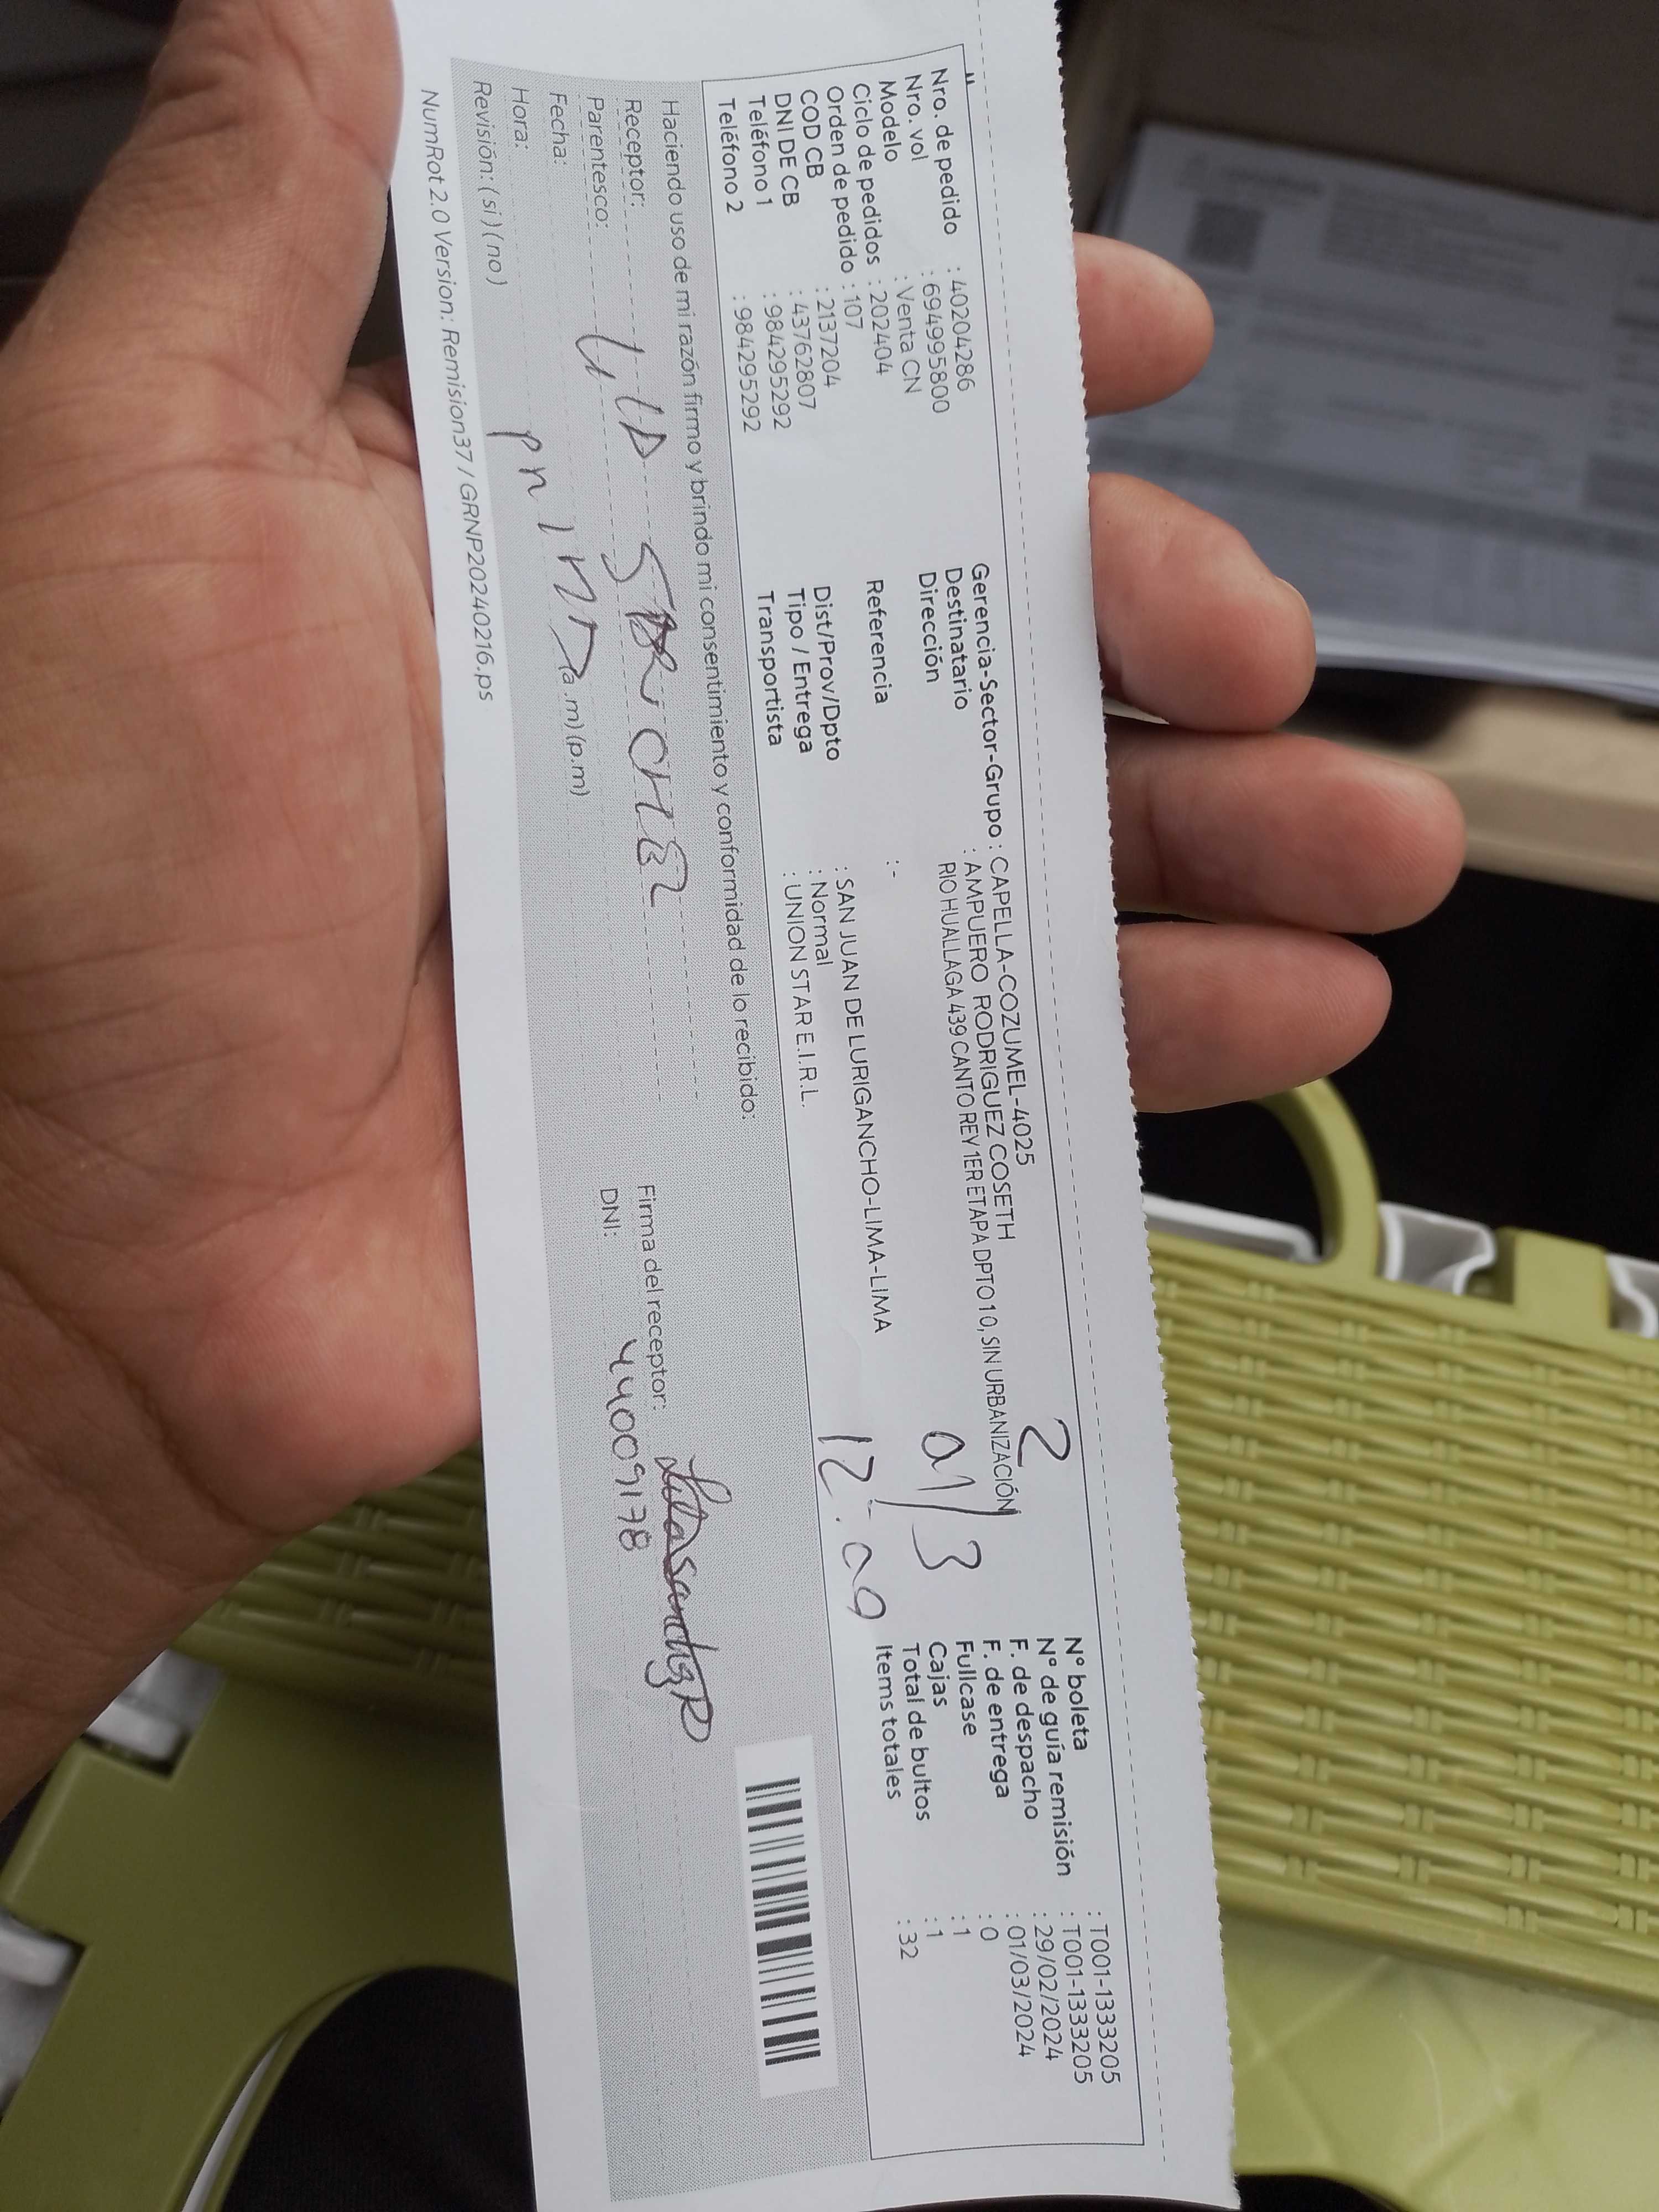 Nro. de pedido : 40204286
Nro. vol : 694995800
Modelo : Venta CN
Ciclo de pedidos : 202404
Orden de pedido : 107
COD CB : 2137204
DNI DE CB : 43762807
Teléfono 1 : 984295292
Teléfono 2 : 984295292
Gerencia-Sector-Grupo : CAPELLA-COZUMEL-4025
Destinatario : AMPUERO RODRIGUEZ COSETH
Dirección RIO HUALLAGA 439 CANTO REY 1ER ETAPA DPTO 10, SIN URBANIZACIÓN
Referencia : -
Dist/Prov/Dpto : SAN JUAN DE LURIGANCHO-LIMA-LIMA
Tipo / Entrega : Normal
Transportista : UNION STAR E.I.R.L.
2
01/3
12:09
N° boleta : T001-1333205
N° de guía remisión : T001-1333205
F. de despacho : 29/02/2024
F. de entrega : 01/03/2024
Fullcase : 0
Cajas : 1
Total de bultos : 1
Items totales : 32
Haciendo uso de mi razón firmo y brindo mi consentimiento y conformidad de lo recibido:
Receptor:
Parentesco:
Fecha:
Hora: (a.m) (p.m)
Revisión: ( si ) ( no )
Firma del receptor:
DNI: 44009178
NumRot 2.0 Version: Remision37 / GRNP20240216.ps